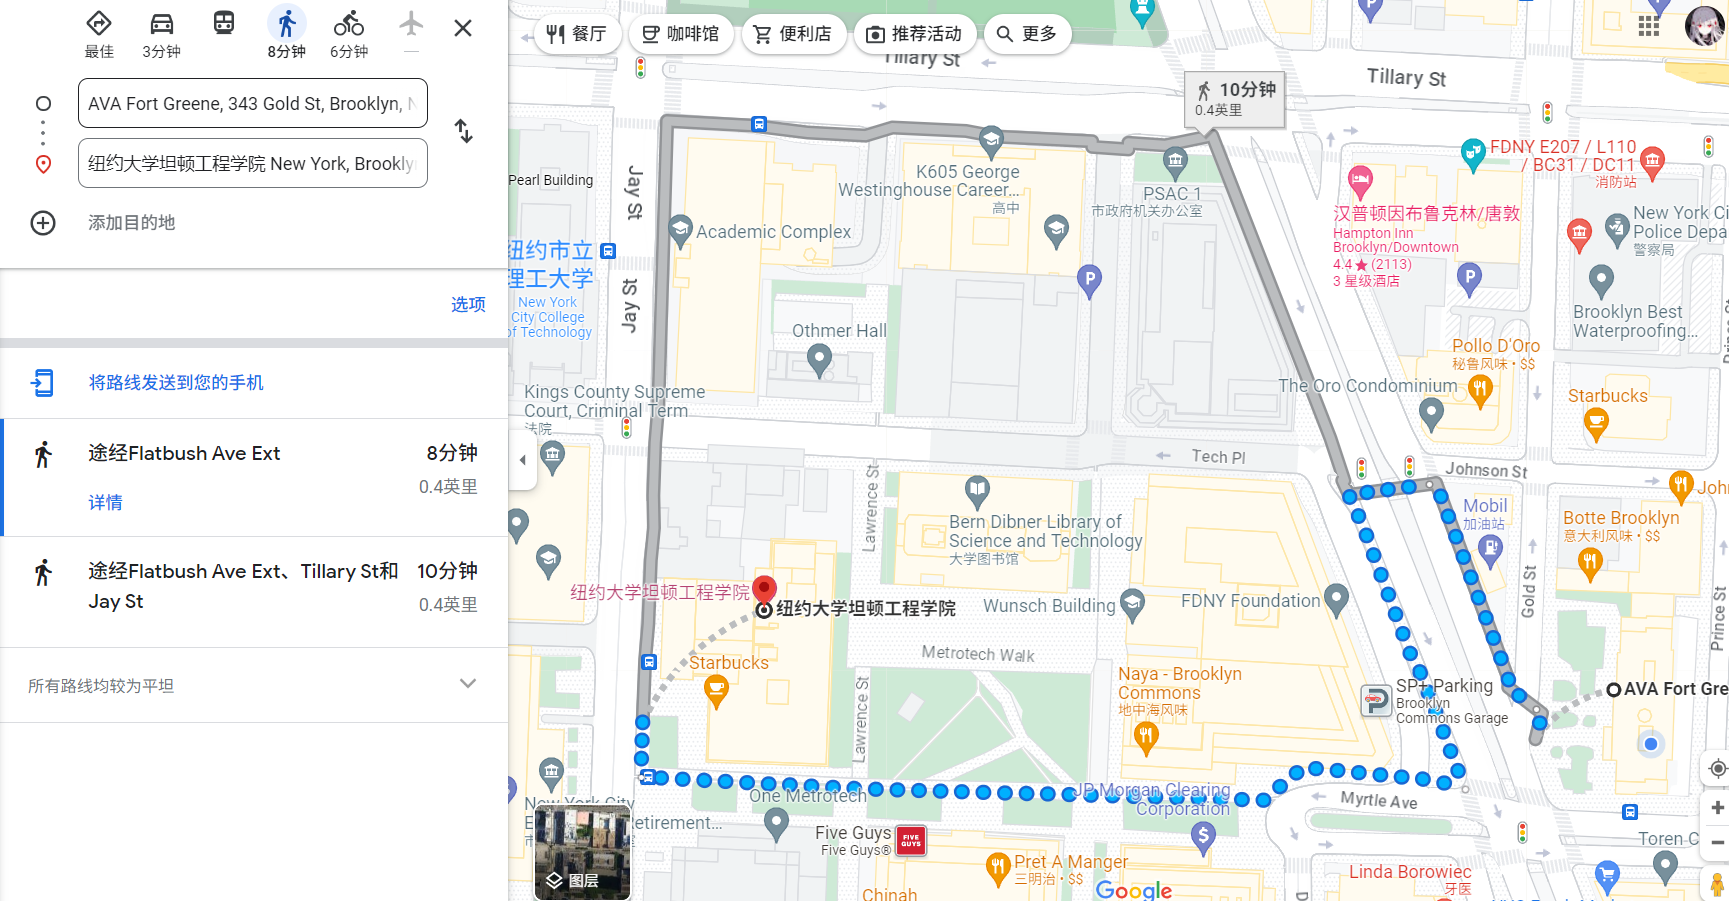 最佳
3分钟
8分钟
6分钟
—
AVA Fort Greene, 343 Gold St, Brooklyn,
纽约大学坦顿工程学院 New York, Brookly
添加目的地
选项
将路线发送到您的手机
途经Flatbush Ave Ext
8分钟
0.4英里
详情
途经Flatbush Ave Ext、Tillary St和
Jay St
10分钟
0.4英里
所有路线均较为平坦
餐厅
咖啡馆
便利店
推荐活动
更多
Tillary St
Tillary St
10分钟
0.4英里
Pearl Building
Jay St
K605 George
Westinghouse Career...
高中
PSAC 1
市政府机关办公室
FDNY E207 / L110
/ BC31 / DC11
消防站
汉普顿因布鲁克林/唐敦
Hampton Inn
Brooklyn/Downtown
4.4★(2113)
3 星级酒店
New York Ci
Police Depa
警察局
Academic Complex
纽约市立
理工大学
New York
City College
of Technology
Jay St
Othmer Hall
Brooklyn Best
Waterproofing...
Pollo D'Oro
秘鲁风味 • $$
The Oro Condominium
Starbucks
Kings County Supreme
Court, Criminal Term
法院
Tech Pl
Johnson St
Lawrence St
Bern Dibner Library of
Science and Technology
大学图书馆
Mobil
加油站
John
Botte Brooklyn
意大利风味 • $$
Gold St
Prince St
纽约大学坦顿工程学院
纽约大学坦顿工程学院
Wunsch Building
FDNY Foundation
Metrotech Walk
Starbucks
Lawrence St
Naya - Brooklyn
Commons
地中海风味
SP+ Parking
Brooklyn
Commons Garage
AVA Fort Gre
One Metrotech
JP Morgan Clearing
Corporation
Myrtle Ave
New York City
Retirement...
Five Guys
Five Guys®
FIVE
GUYS
Toren C
Pret A Manger
三明治 • $$
Linda Borowiec
牙医
图层
Chinah
Google